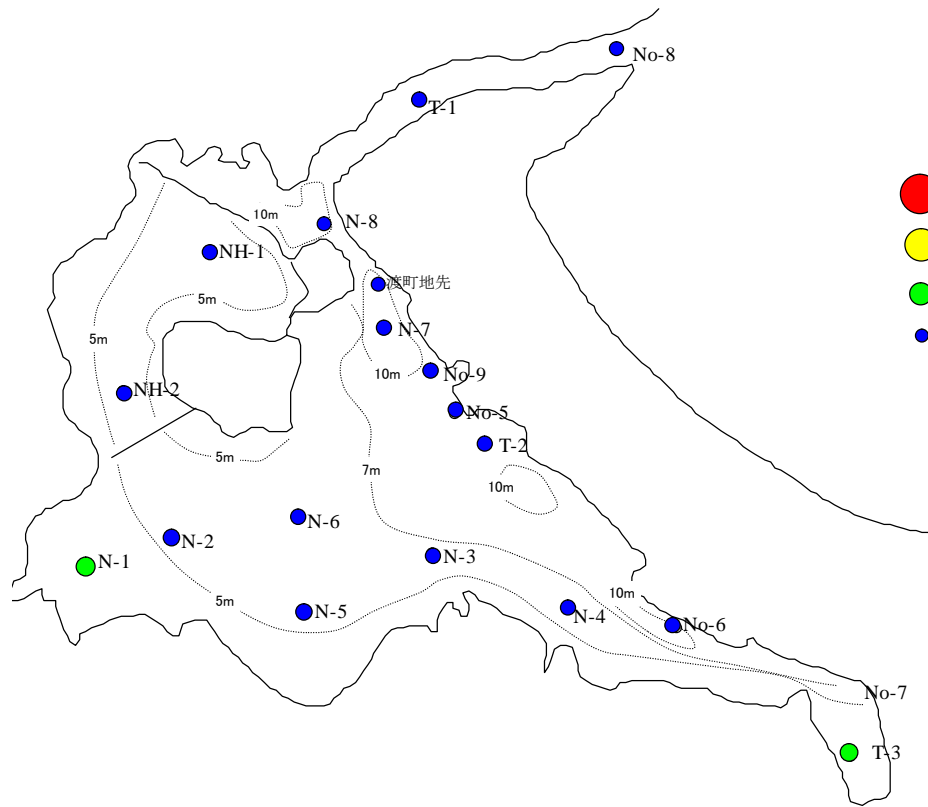 No-8
T-1
10m
N-8
NH-1
渡町地先
5m
N-7
5m
10m
No-9
NH-2
No-5
T-2
5m
7m
10m
N-6
N-2
N-3
N-1
10m
5m
N-5
N-4
No-6
No-7
T-3